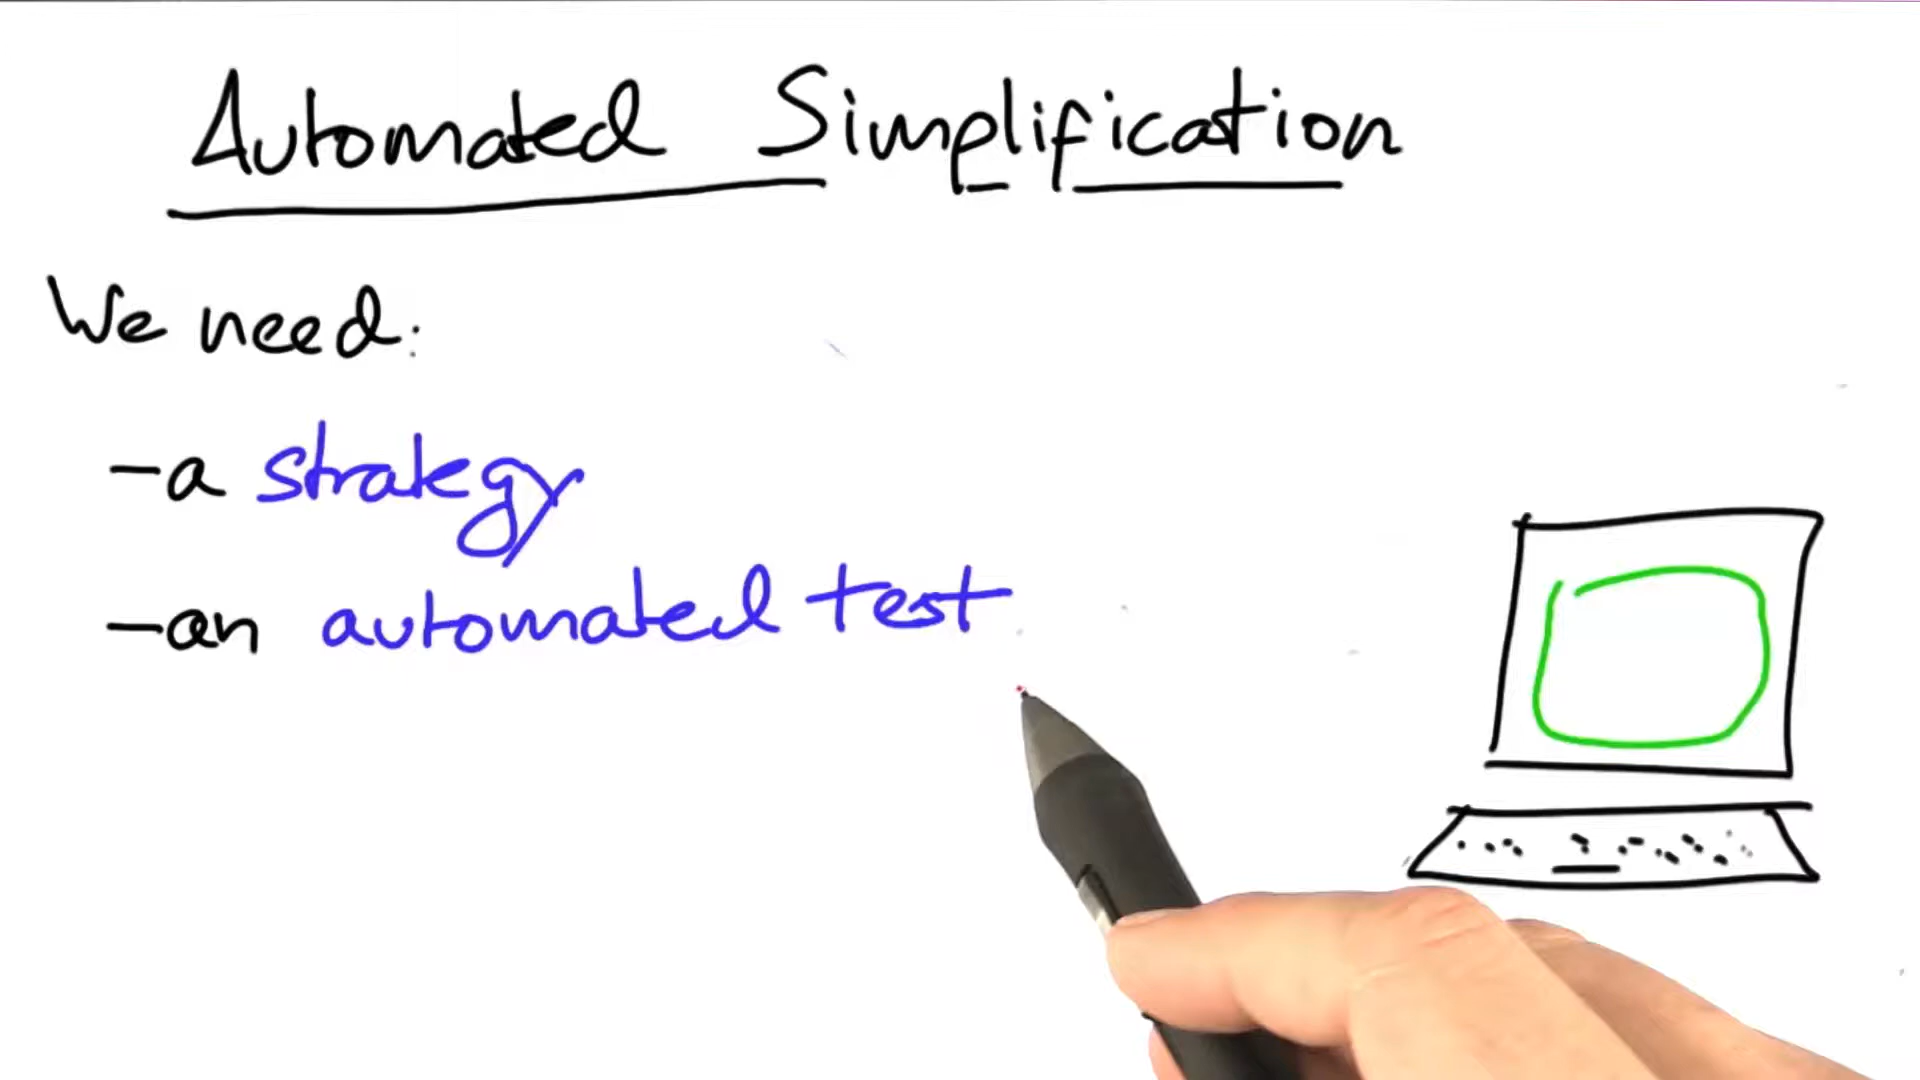 Automated Simplification
We need:
- a strategy
- an automated test